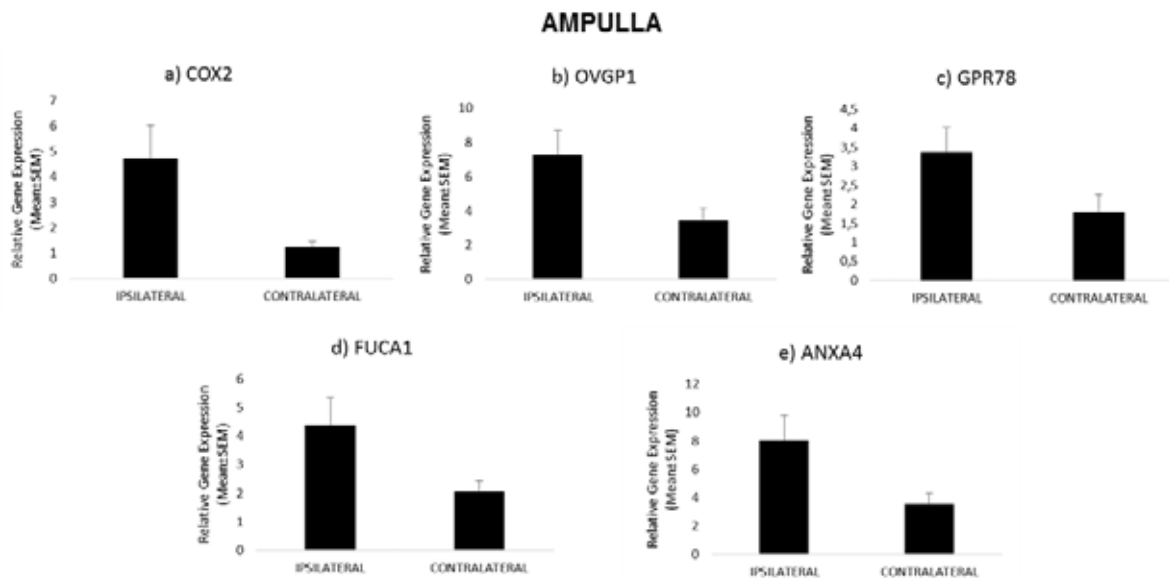 AMPULLA
a) COX2
Relative Gene Expression
(Mean±SEM)
7
6
5
4
3
2
1
0
IPSILATERAL
CONTRALATERAL
b) OVGP1
Relative Gene Expression
(Mean±SEM)
10
8
6
4
2
0
IPSILATERAL
CONTRALATERAL
c) GPR78
Relative Gene Expression
(Mean±SEM)
4,5
4
3,5
3
2,5
2
1,5
1
0,5
0
IPSILATERAL
CONTRALATERAL
d) FUCA1
Relative Gene Expression
(Mean±SEM)
6
5
4
3
2
1
0
IPSILATERAL
CONTRALATERAL
e) ANXA4
Relative Gene Expression
(Mean±SEM)
12
10
8
6
4
2
0
IPSILATERAL
CONTRALATERAL